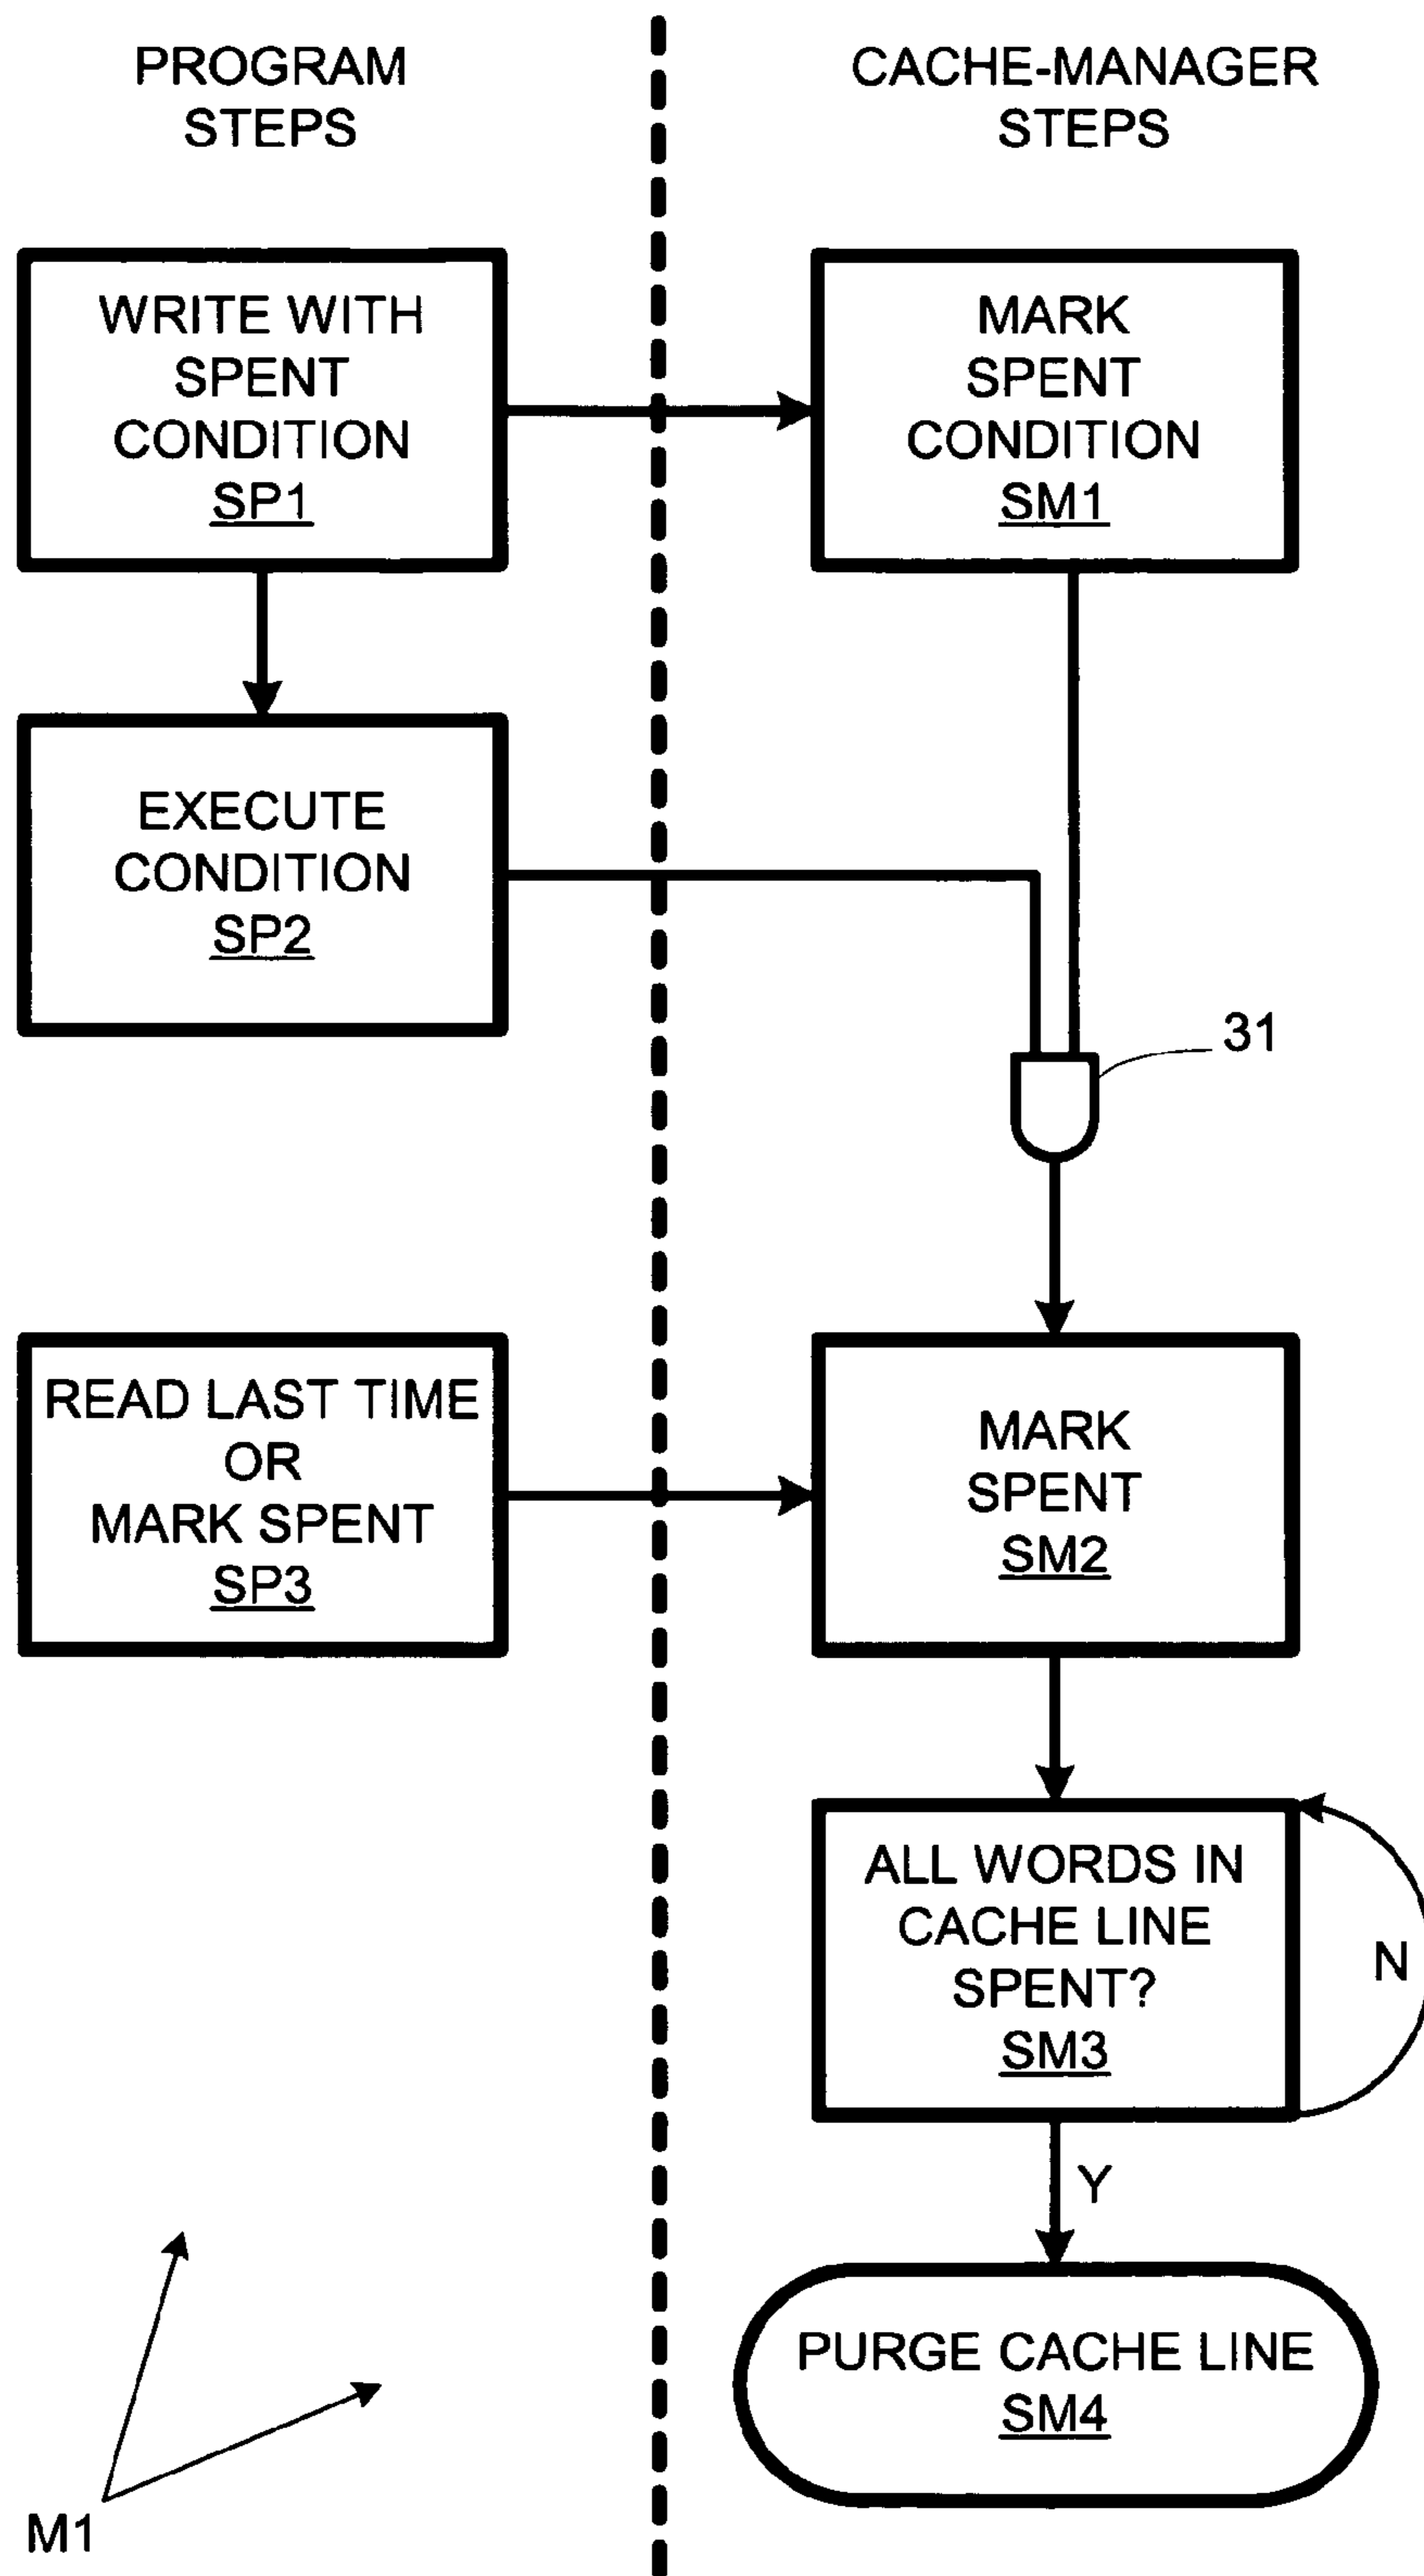 PROGRAM
STEPS
CACHE-MANAGER
STEPS
WRITE WITH
SPENT
CONDITION
SP1
MARK
SPENT
CONDITION
SM1
EXECUTE
CONDITION
SP2
31
READ LAST TIME
OR
MARK SPENT
SP3
MARK
SPENT
SM2
ALL WORDS IN
CACHE LINE
SPENT?
SM3
N
Y
PURGE CACHE LINE
SM4
M1